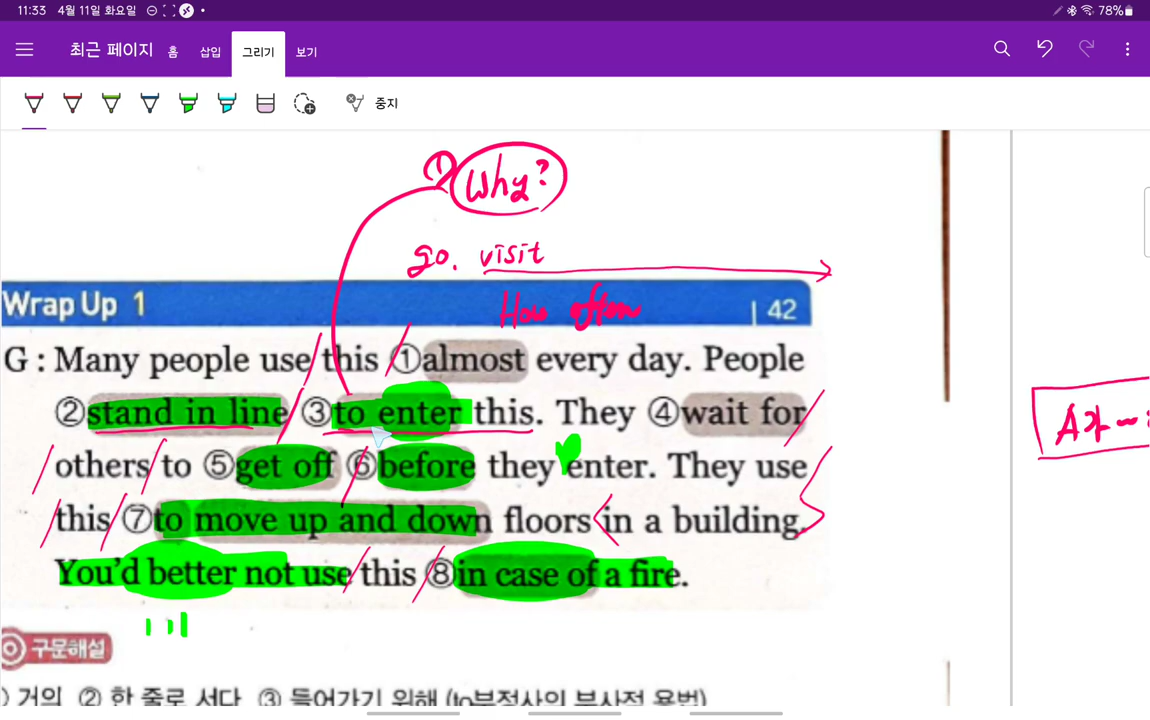 11:33 4월 11일 화요일 78%
최근 페이지 홈 삽입 그리기 보기
중지
① Why?
go. visit
How often
Wrap Up 1 42
G : Many people use this ①almost every day. People
②stand in line ③to enter this. They ④wait for
others to ⑤get off ⑥before they enter. They use
this ⑦to move up and down floors in a building.
You'd better not use this ⑧in case of a fire.
구문해설
① 거의 ② 한 줄로 서다 ③ 들어가기 위해 (to부정사의 부사적 용법)